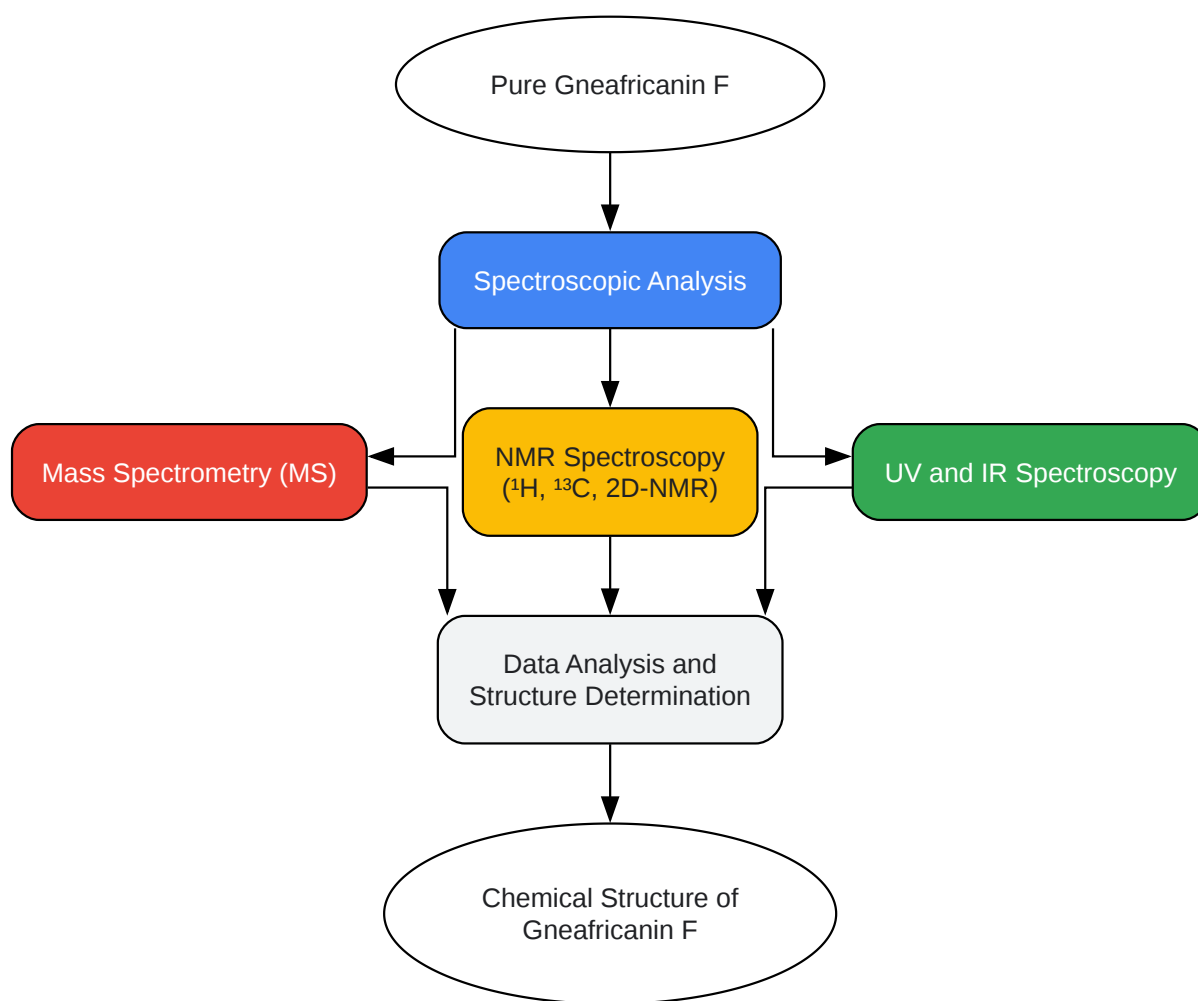 Pure Gneafricanin F
Spectroscopic Analysis
Mass Spectrometry (MS)
NMR Spectroscopy
(¹H, ¹³C, 2D-NMR)
UV and IR Spectroscopy
Data Analysis and
Structure Determination
Chemical Structure of
Gneafricanin F